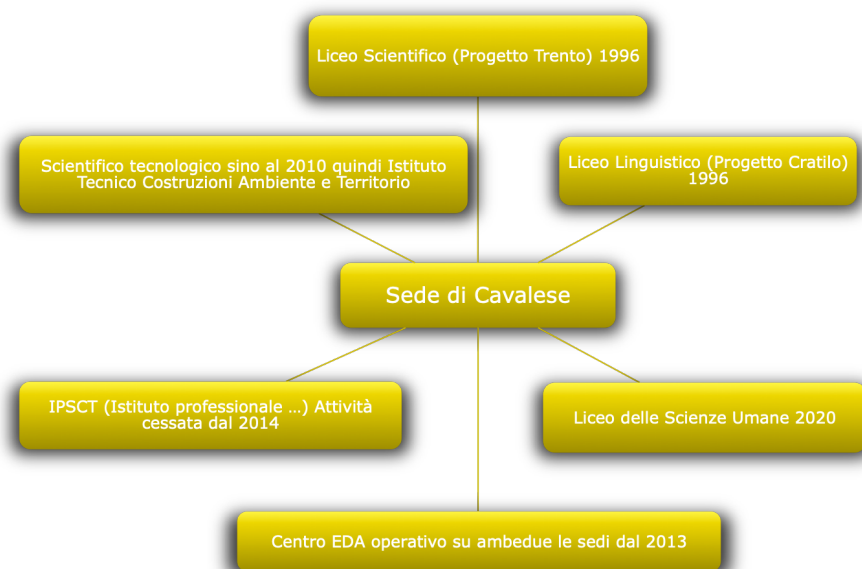 Liceo Scientifico (Progetto Trento) 1996
Scientifico tecnologico sino al 2010 quindi Istituto
Tecnico Costruzioni Ambiente e Territorio
Liceo Linguistico (Progetto Cratilo)
1996
Sede di Cavalese
IPSCT (Istituto professionale ...) Attività
cessata dal 2014
Liceo delle Scienze Umane 2020
Centro EDA operativo su ambedue le sedi dal 2013